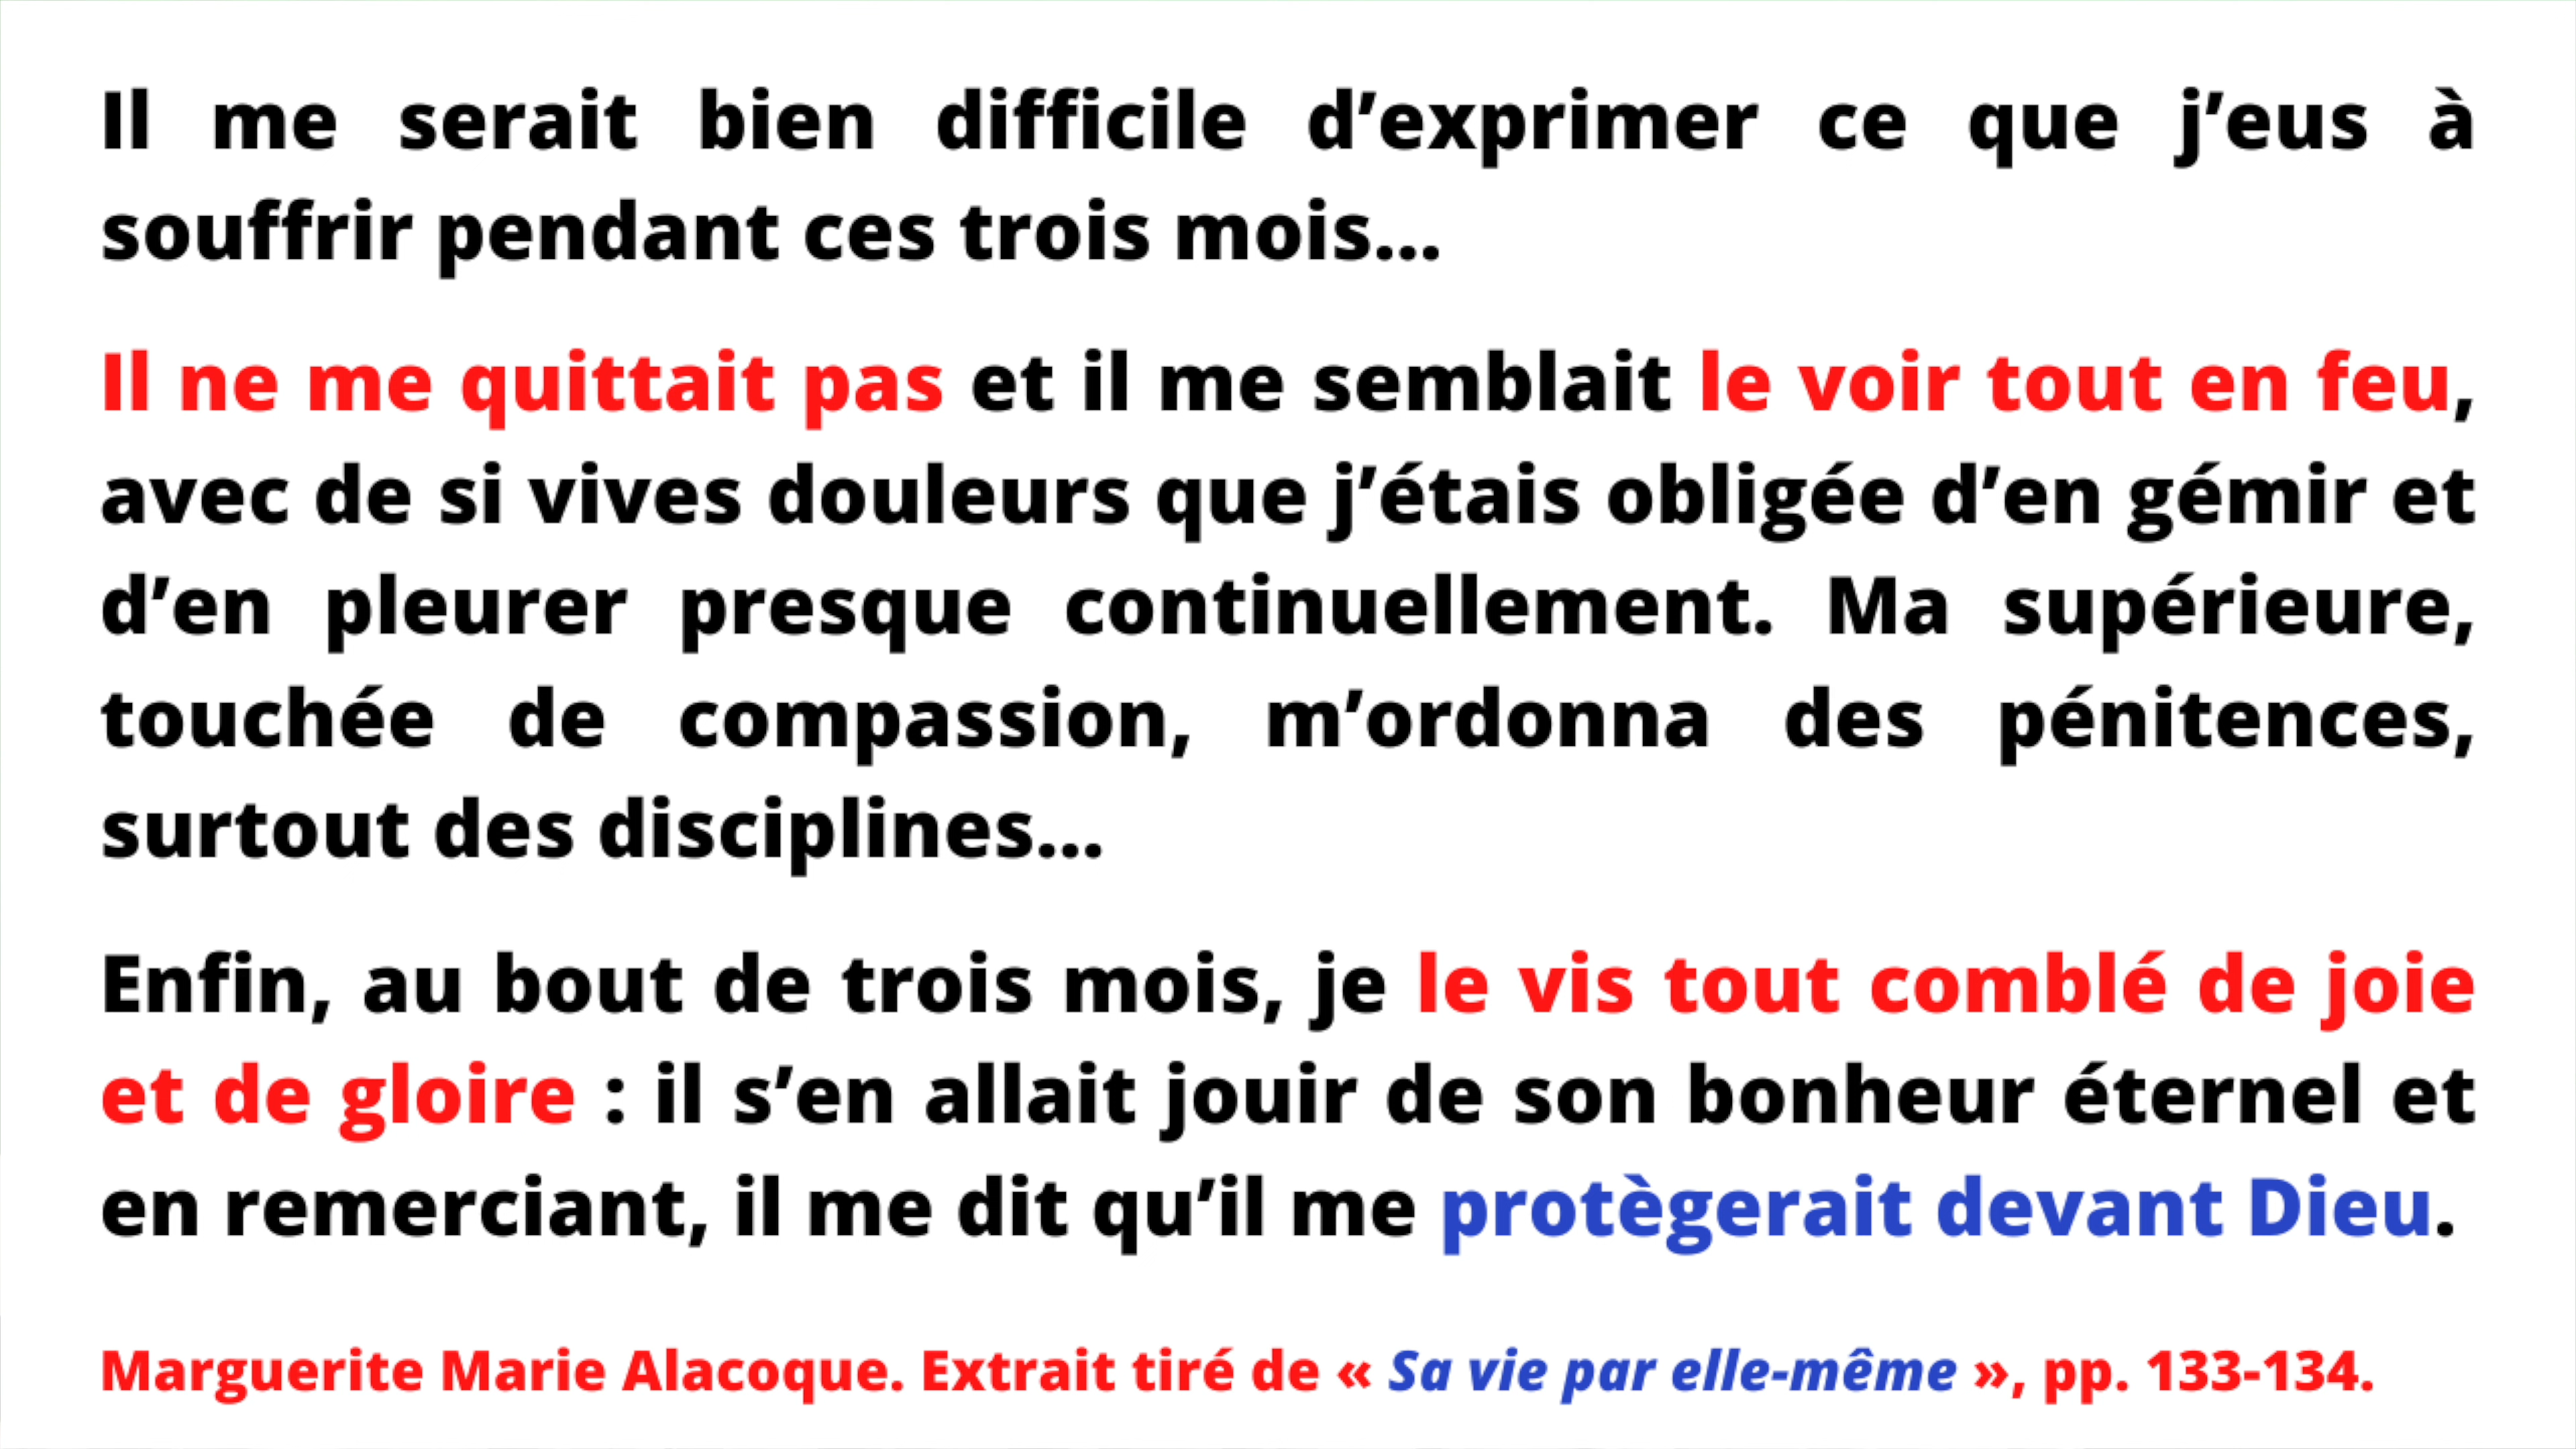 Il me serait bien difficile d’exprimer ce que j’eus à
souffrir pendant ces trois mois...
Il ne me quittait pas et il me semblait le voir tout en feu,
avec de si vives douleurs que j’étais obligée d’en gémir et
d’en pleurer presque continuellement. Ma supérieure,
touchée de compassion, m’ordonna des pénitences,
surtout des disciplines...
Enfin, au bout de trois mois, je le vis tout comblé de joie
et de gloire : il s’en allait jouir de son bonheur éternel et
en remerciant, il me dit qu’il me protègerait devant Dieu.
Marguerite Marie Alacoque. Extrait tiré de « Sa vie par elle-même », pp. 133-134.